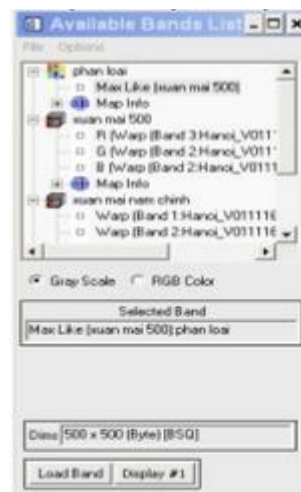 Available Bands List
File Options
phan loai
Max Like (xuan mai 500)
Map Info
xuan mai 500
R (Warp (Band 3:Hanoi_V011
G (Warp (Band 2:Hanoi_V011
B (Warp (Band 2:Hanoi_V0111
Map Info
xuan mai nam chinh
Warp (Band 1:Hanoi_V011116
Warp (Band 2:Hanoi_V011116
Gray Scale RGB Color
Selected Band
Max Like (xuan mai 500):phan loai
Dims 500 x 500 (Byte) [BSQ]
Load Band Display #1